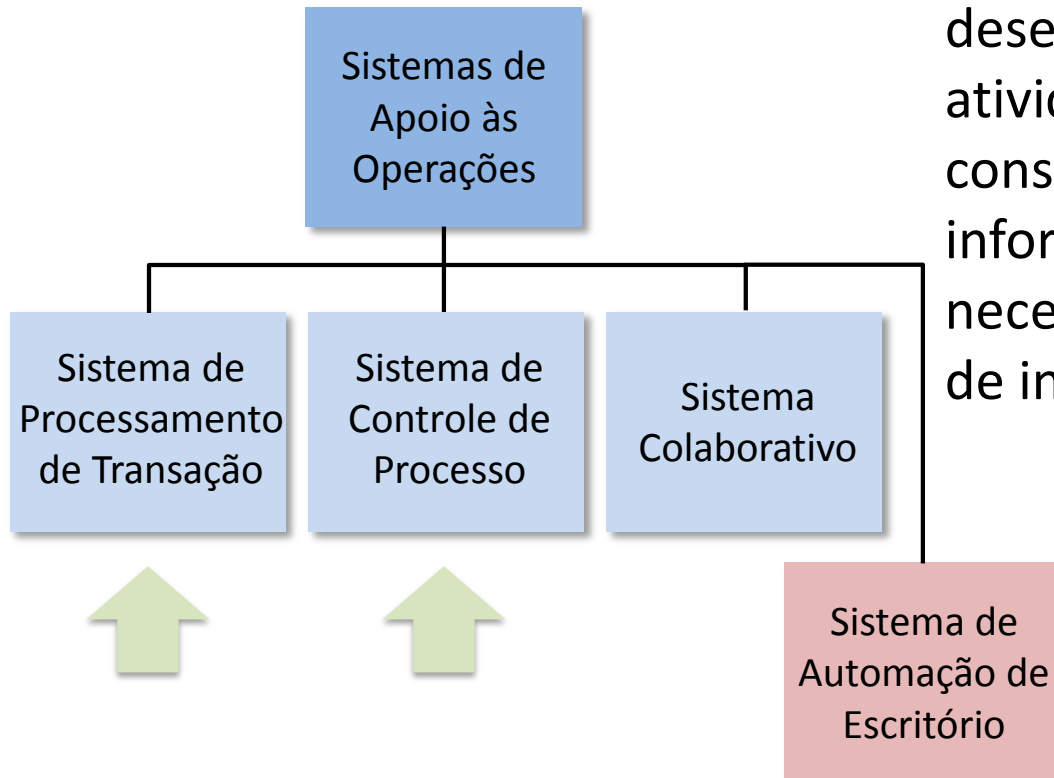 Sistemas de
Apoio às
Operações
Sistema de
Processamento
de Transação
Sistema de
Controle de
Processo
Sistema
Colaborativo
Sistema de
Automação de
Escritório